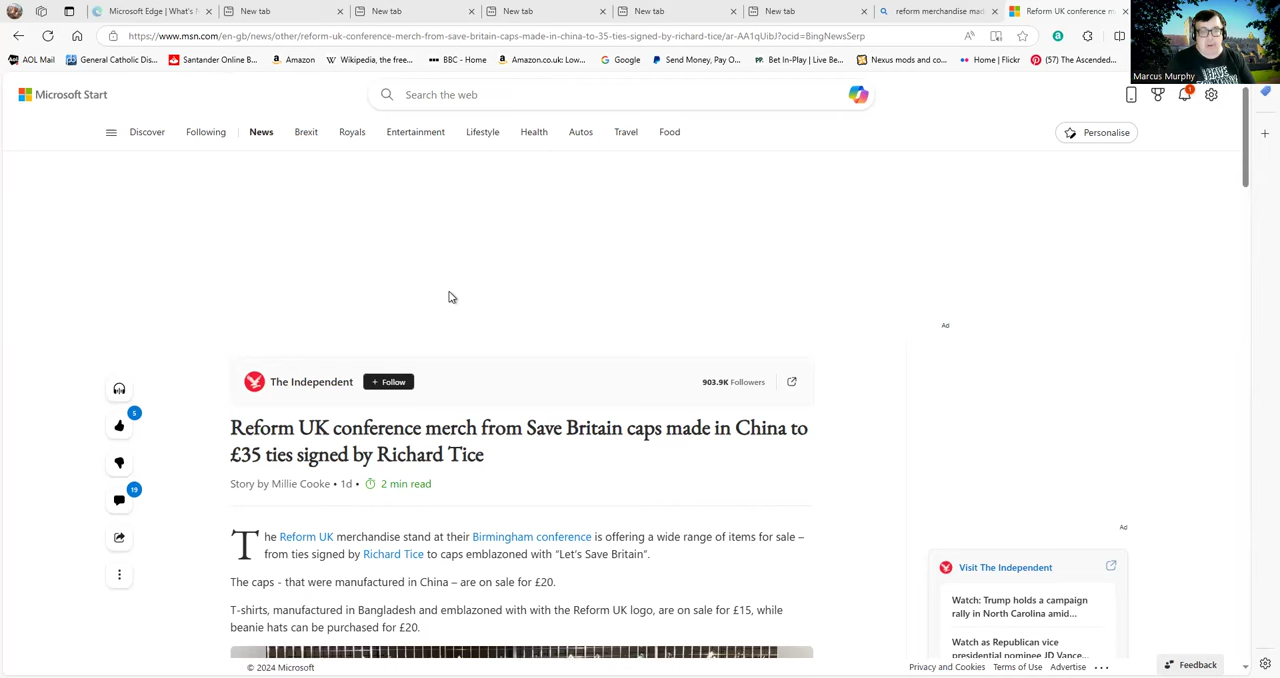 Microsoft Edge | What's N
New tab
New tab
New tab
New tab
New tab
reform merchandise mad
Reform UK conference m
https://www.msn.com/en-gb/news/other/reform-uk-conference-merch-from-save-britain-caps-made-in-china-to-35-ties-signed-by-richard-tice/ar-AA1qUibJ?ocid=BingNewsSerp
AOL Mail
General Catholic Dis...
Santander Online B...
Amazon
Wikipedia, the free...
BBC - Home
Amazon.co.uk: Low...
Google
Send Money, Pay O...
Bet In-Play | Live Be...
Nexus mods and co...
Home | Flickr
(57) The Ascended...
I HAVE
Marcus Murphy
Microsoft Start
Search the web
1
Discover
Following
News
Brexit
Royals
Entertainment
Lifestyle
Health
Autos
Travel
Food
Personalise
Ad
The Independent
+ Follow
903.9K Followers
5
Reform UK conference merch from Save Britain caps made in China to
£35 ties signed by Richard Tice
Story by Millie Cooke • 1d • 2 min read
19
The Reform UK merchandise stand at their Birmingham conference is offering a wide range of items for sale –
from ties signed by Richard Tice to caps emblazoned with “Let’s Save Britain”.
The caps - that were manufactured in China – are on sale for £20.
T-shirts, manufactured in Bangladesh and emblazoned with with the Reform UK logo, are on sale for £15, while
beanie hats can be purchased for £20.
Ad
Visit The Independent
Watch: Trump holds a campaign
rally in North Carolina amid...
Watch as Republican vice
presidential nominee JD Vance...
© 2024 Microsoft
Privacy and Cookies
Terms of Use
Advertise
Feedback